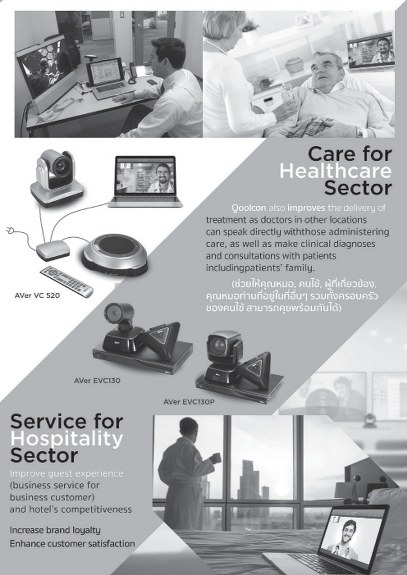 Care for
Healthcare
Sector
Qoolcon also improves the delivery of
treatment as doctors in other locations
can speak directly withthose administering
care, as well as make clinical diagnoses
and consultations with patients
includingpatients' family.
(ช่วยให้คุณหมอ, คนไข้, ผู้ที่เกี่ยวข้อง,
คุณหมอท่านที่อยู่ในที่อื่นๆ รวมทั้งครอบครัว
ของคนไข้ สามารถคุยพร้อมกันได้)
AVer VC 520
AVer EVC130
AVer EVC130P
Service for
Hospitality
Sector
Improve guest experience
(business service for
business customer)
and hotel's competitiveness
Increase brand loyalty
Enhance customer satisfaction